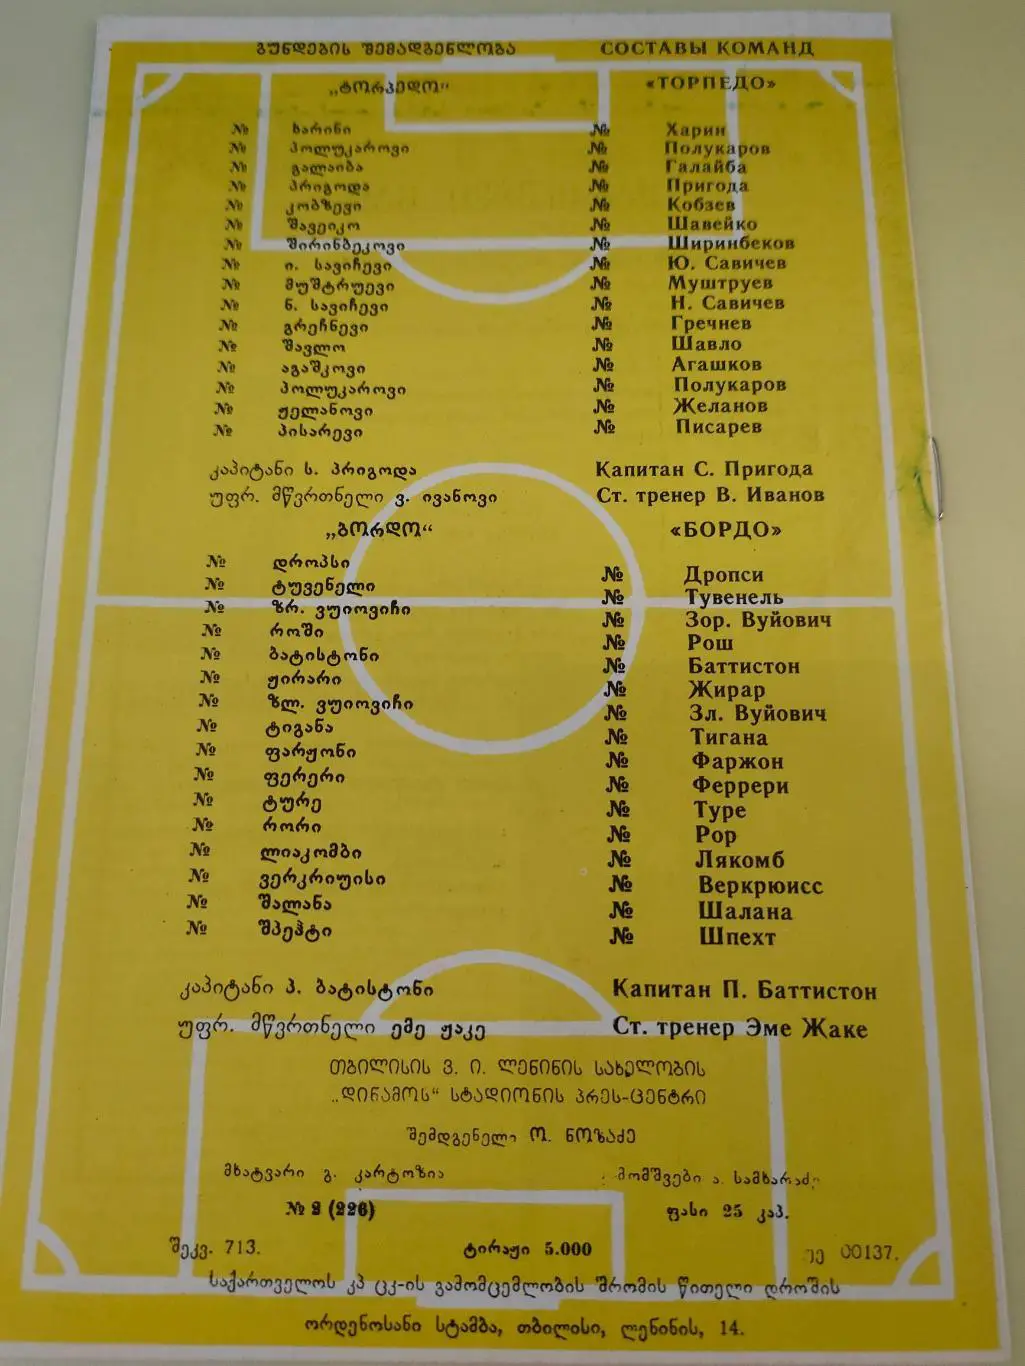 გუნდების შემადგენლობა СОСТАВЫ КОМАНД
„ტორპედო“ «ТОРПЕДО»
№ ხარინი № Харин
№ პოლუკაროვი № Полукаров
№ გალაიბა № Галайба
№ პრიგოდა № Пригода
№ კობზევი № Кобзев
№ შავეიკო № Шавейко
№ შირინბეკოვი № Ширинбеков
№ ი. სავიჩევი № Ю. Савичев
№ მუშტრუევი № Муштруев
№ ნ. სავიჩევი № Н. Савичев
№ გრეჩნევი № Гречнев
№ შავლო № Шавло
№ აგაშკოვი № Агашков
№ პოლუკაროვი № Полукаров
№ ჟელანოვი № Желанов
№ პისარევი № Писарев
კაპიტანი ს. პრიგოდა Капитан С. Пригода
უფრ. მწვრთნელი ვ. ივანოვი Ст. тренер В. Иванов
„ბორდო“ «БОРДО»
№ დროპსი № Дропси
№ ტუვენელი № Тувенель
№ ზრ. ვუიოვიჩი № Зор. Вуйович
№ როში № Рош
№ ბატისტონი № Баттистон
№ ჟირარი № Жирар
№ ზლ. ვუიოვიჩი № Зл. Вуйович
№ ტიგანა № Тигана
№ ფარჟონი № Фаржон
№ ფერერი № Феррери
№ ტურე № Туре
№ რორი № Рор
№ ლიაკომბი № Лякомб
№ ვერკრიუისი № Веркрюисс
№ შალანა № Шалана
№ შპეჰტი № Шпехт
კაპიტანი პ. ბატისტონი Капитан П. Баттистон
უფრ. მწვრთნელი ემე ჟაკე Ст. тренер Эме Жаке
თბილისის ვ. ი. ლენინის სახელობის
„დინამოს“ სტადიონის პრეს-ცენტრი
შემდგენელი ო. ნოზაძე
მხატვარი გ. კარტოზია მომშვები ა. სამხარაძე
№ 2 (226) ფასი 25 კაპ.
შეკვ. 713. ტირაჟი 5.000 უე 00137.
საქართველოს კპ ცკ-ის გამომცემლობის შრომის წითელი დროშის
ორდენოსანი სტამბა, თბილისი, ლენინის, 14.